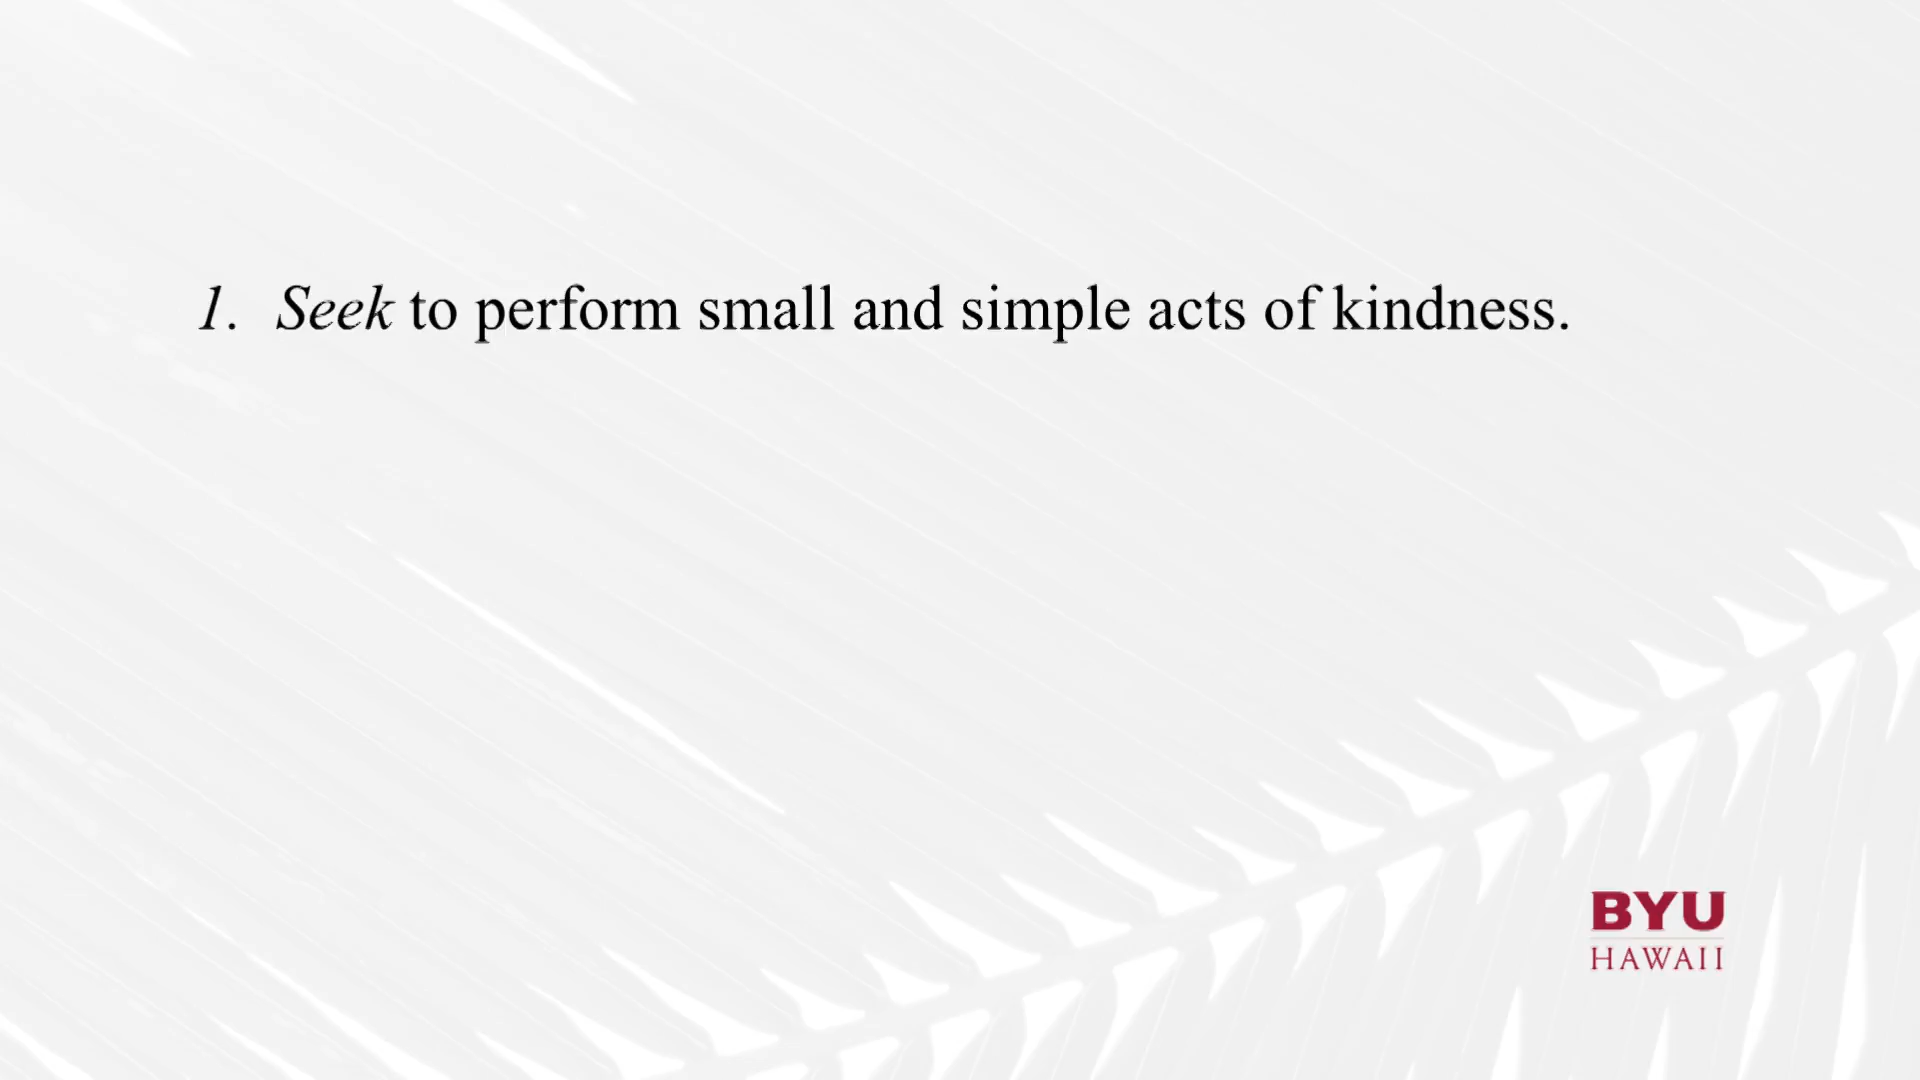 1. Seek to perform small and simple acts of kindness.
BYU
HAWAII